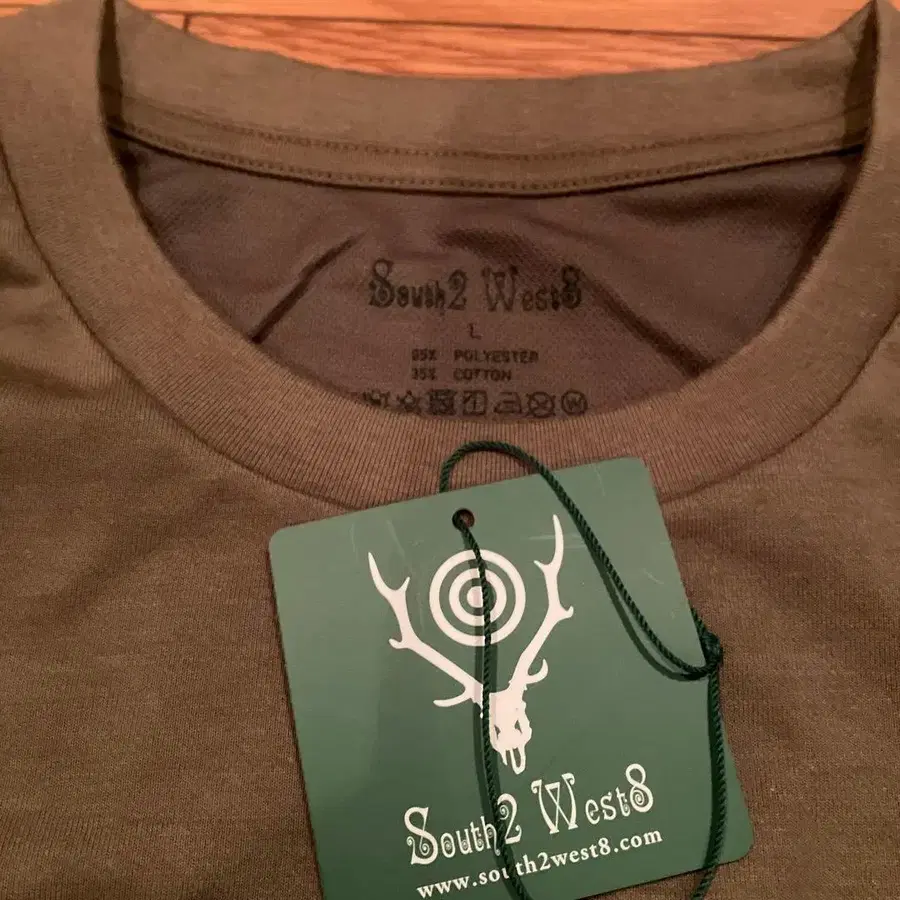 South2 West8
L
65% POLYESTER
35% COTTON
W
South2 West8
www.south2west8.com